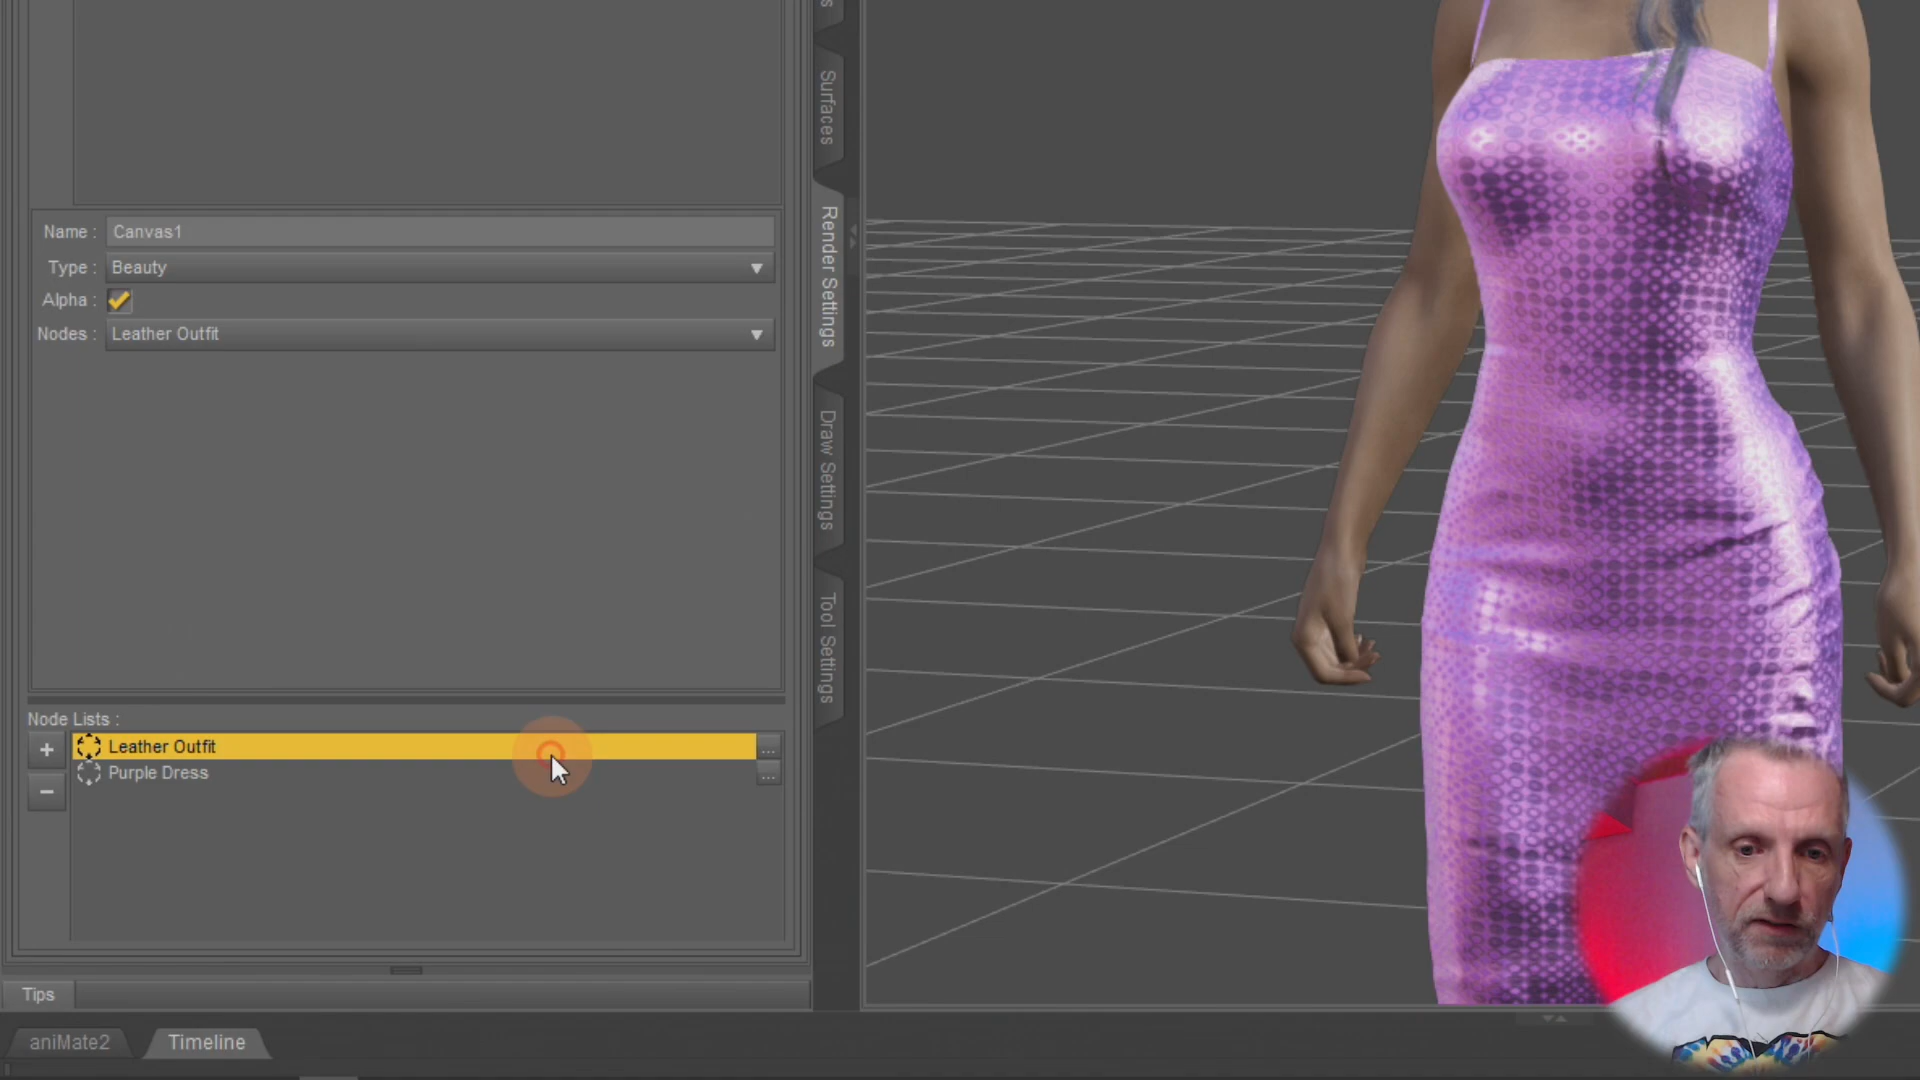 Surfaces
Render Settings
Draw Settings
Tool Settings
Name : Canvas1
Type : Beauty
Alpha :
Nodes : Leather Outfit
Node Lists :
+ Leather Outfit ...
Purple Dress ...
−
Tips
aniMate2 Timeline